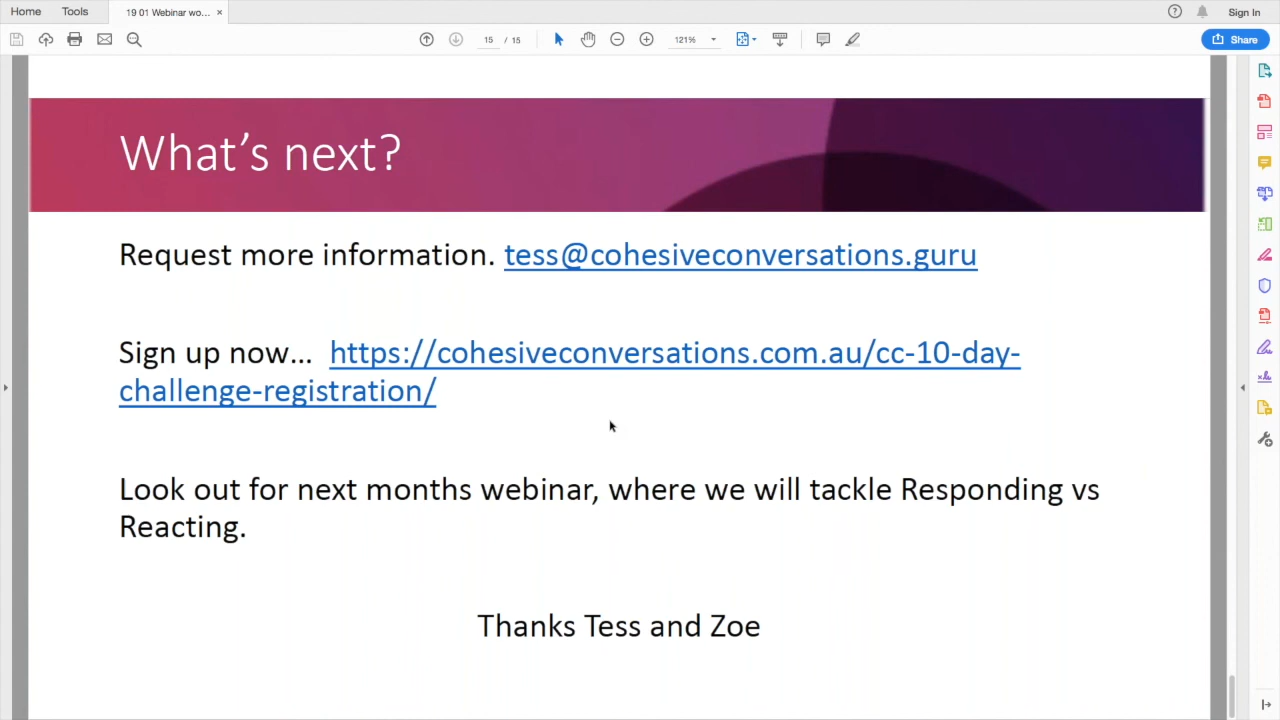 Home
Tools
19 01 Webinar wo...
Sign In
15 / 15
121%
Share
What's next?
Request more information. tess@cohesiveconversations.guru
Sign up now... https://cohesiveconversations.com.au/cc-10-day-
challenge-registration/
Look out for next months webinar, where we will tackle Responding vs
Reacting.
Thanks Tess and Zoe